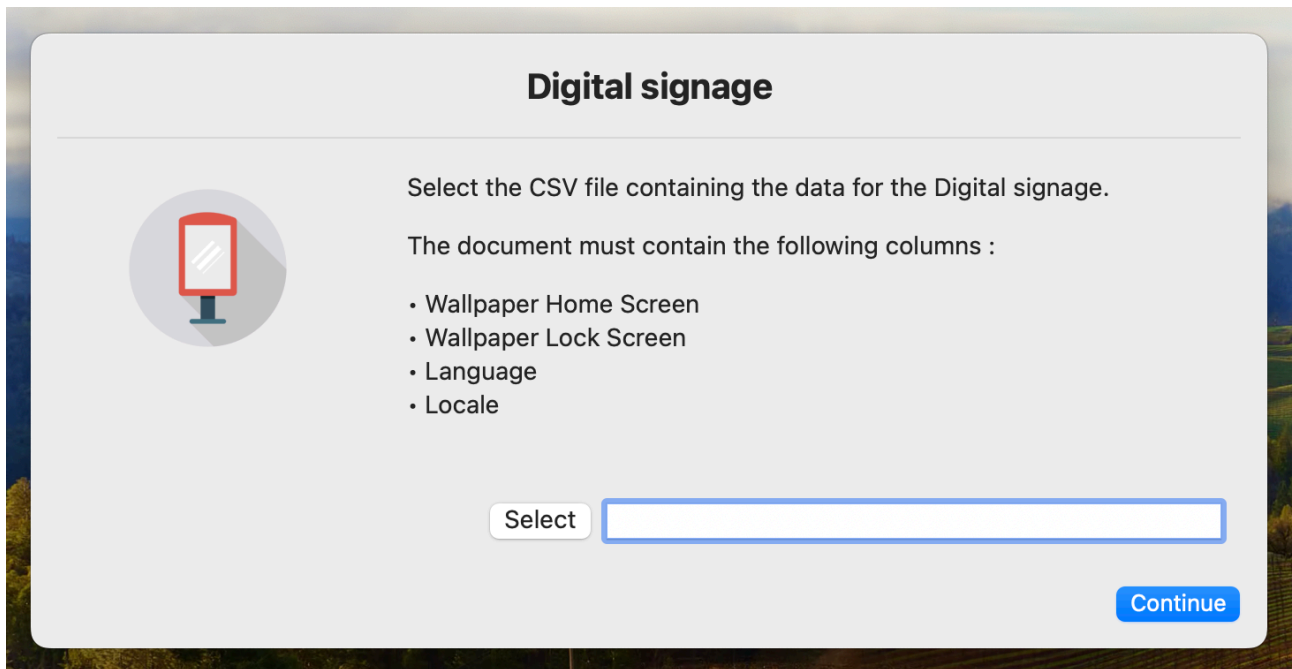 Digital signage
Select the CSV file containing the data for the Digital signage.
The document must contain the following columns :
• Wallpaper Home Screen
• Wallpaper Lock Screen
• Language
• Locale
Select
Continue